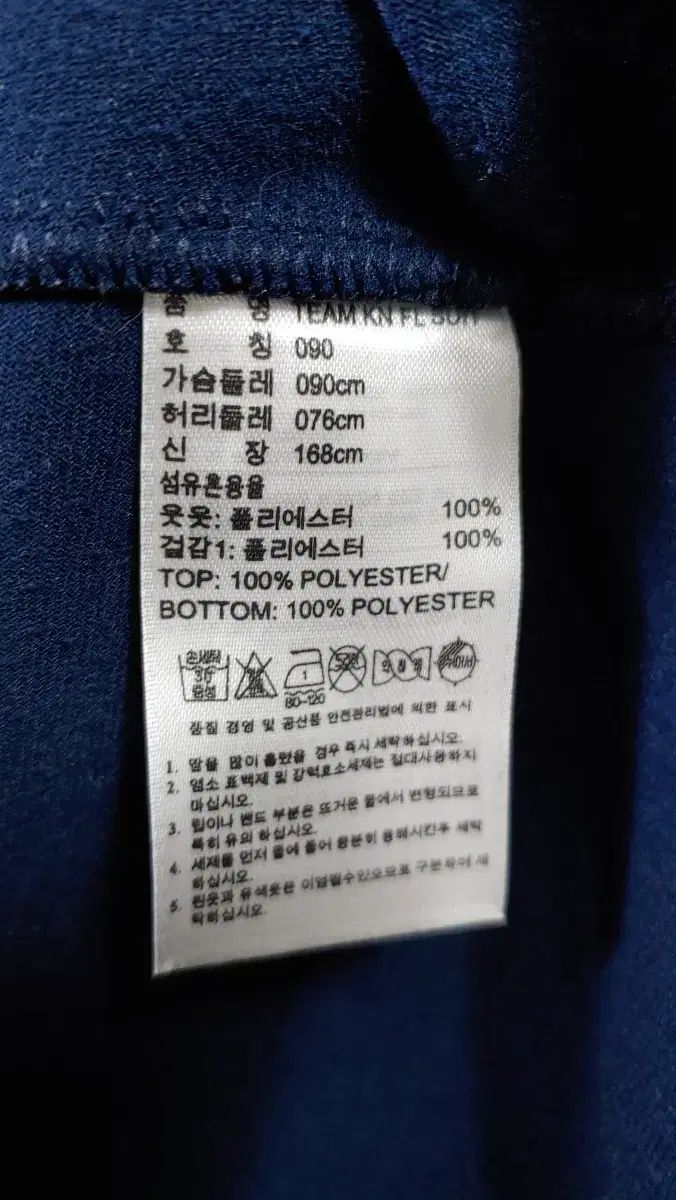 품 명 TEAM KN FL SUIT
호 칭 090
가슴둘레 090cm
허리둘레 076cm
신 장 168cm
섬유혼용율
웃옷: 폴리에스터 100%
겉감1: 폴리에스터 100%
TOP: 100% POLYESTER/
BOTTOM: 100% POLYESTER
손세탁 30 중성
1 80-120
품질 경영 및 공산품 안전관리법에 의한 표시
1. 땀을 많이 흘렸을 경우 즉시 세탁하십시오.
2. 염소 표백제 및 강력효소세제는 절대사용하지
마십시오.
3. 립이나 밴드 부분은 뜨거운 물에서 변형되므로
특히 유의 하십시오.
4. 세제를 먼저 물에 풀어 충분히 용해시킨후 세탁
하십시오.
5. 흰옷과 유색옷은 이염될수있으므로 구분하여 세
탁하십시오.